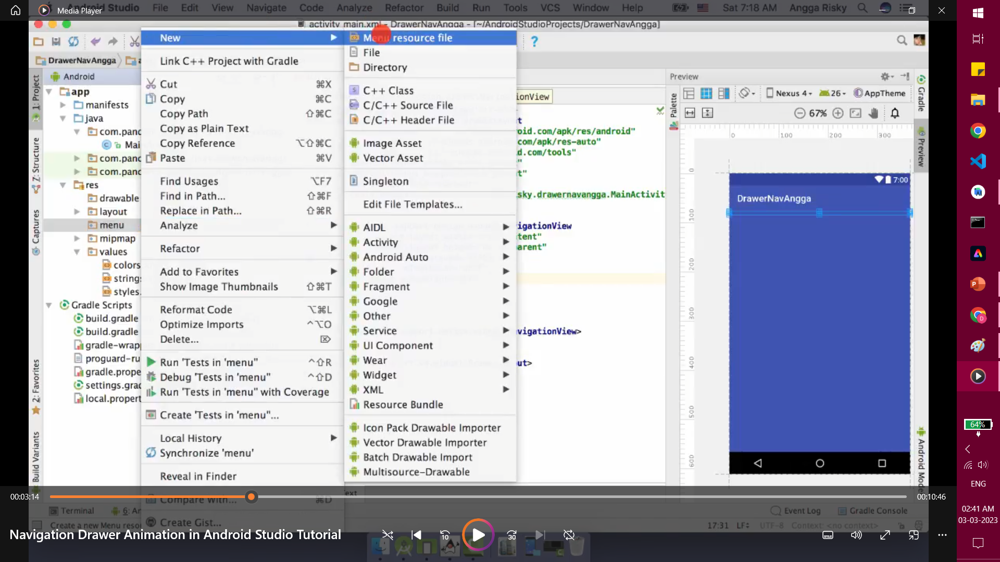 Media Player
Android Studio File Edit View Navigate Code Analyze Refactor Build Run Tools VCS Window Help
Sat 7:18 AM Angga Risky
activity_main.xml - DrawerNavAngga - [~/AndroidStudioProjects/DrawerNavAngga]
DrawerNavAngga
1: Project
Z: Structure
Captures
2: Favorites
Build Variants
Android
app
manifests
java
com.pand
Mai
com.pand
com.pand
res
drawable
layout
menu
mipmap
values
colors
strings
styles.
Gradle Scripts
build.gradle
build.gradle
gradle-wrapp
proguard-ru
gradle.prope
settings.grad
local.propert
New
Link C++ Project with Gradle
Cut ⌘X
Copy ⌘C
Copy Path ⇧⌘C
Copy as Plain Text
Copy Reference ⌥⇧⌘C
Paste ⌘V
Find Usages ⌥F7
Find in Path... ⇧⌘F
Replace in Path... ⇧⌘R
Analyze
Refactor
Add to Favorites
Show Image Thumbnails ⇧⌘T
Reformat Code ⌥⌘L
Optimize Imports ^⌥O
Delete... ⌦
Run 'Tests in 'menu'' ^⇧R
Debug 'Tests in 'menu'' ^⇧D
Run 'Tests in 'menu'' with Coverage
Create 'Tests in 'menu''...
Local History
Synchronize 'menu'
Reveal in Finder
Compare With... ⌘D
Create Gist...
Menu resource file
File
Directory
C++ Class
C/C++ Source File
C/C++ Header File
Image Asset
Vector Asset
Singleton
Edit File Templates...
AIDL
Activity
Android Auto
Folder
Fragment
Google
Other
Service
UI Component
Wear
Widget
XML
Resource Bundle
Icon Pack Drawable Importer
Vector Drawable Importer
Batch Drawable Import
Multisource-Drawable
ionView
t
oid.com/apk/res/android"
com/apk/res-auto"
d.com/tools"
"
t"
sky.drawernavangga.MainActivit
vigationView
tent"
arent"
vigationView>
ut>
ext
Preview
Nexus 4 26 AppTheme
67%
0 100 200 300
0
100
200
300
400
500
600
7:00
DrawerNavAngga
Palette
Gradle
Preview
Android Model
Terminal 6: An
Event Log Gradle Console
Create a new Menu resou
17:31 LF÷ UTF-8 Context: <no context>
00:03:14
00:10:46
Navigation Drawer Animation in Android Studio Tutorial
10
30
64%
ENG
02:41 AM
03-03-2023